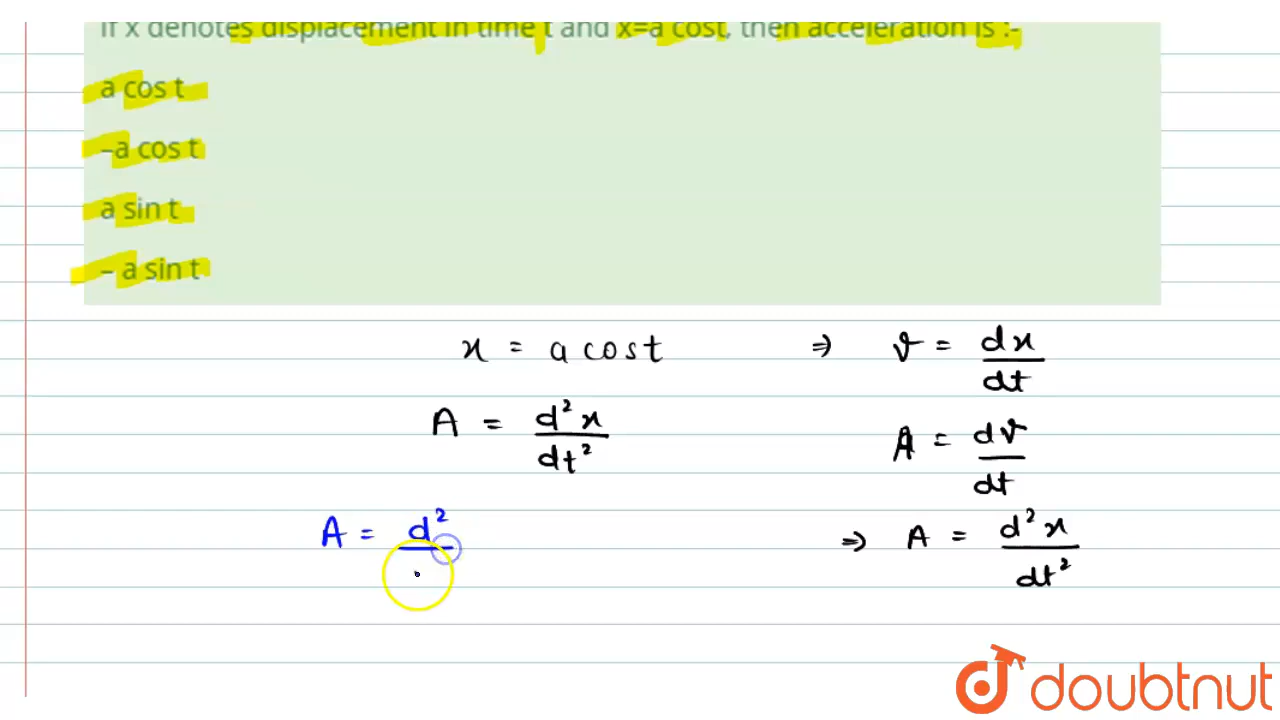 If x denotes displacement in time t and x=a cost, then acceleration is :-
a cos t
–a cos t
a sin t
– a sin t
x = a cost ⇒ v = dx/dt
A = d²x/dt² A = dv/dt
A = d²/ ⇒ A = d²x/dt²
doubtnut